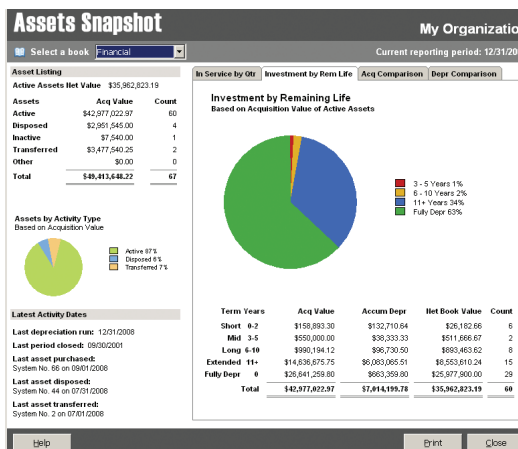 Assets Snapshot
My Organizatio
Select a book Financial
Current reporting period: 12/31/20
Asset Listing
Active Assets Net Value $35,962,823.19
Assets Acq Value Count
Active $42,977,022.97 60
Disposed $2,951,545.00 4
Inactive $7,540.00 1
Transferred $3,477,540.25 2
Other $0.00 0
Total $49,413,648.22 67
Assets by Activity Type
Based on Acquisition Value
Active 87%
Disposed 6%
Transferred 7%
Latest Activity Dates
Last depreciation run: 12/31/2008
Last period closed: 09/30/2001
Last asset purchased:
System No. 66 on 09/01/2008
Last asset disposed:
System No. 44 on 07/31/2008
Last asset transferred:
System No. 2 on 07/01/2008
In Service by Qtr Investment by Rem Life Acq Comparison Depr Comparison
Investment by Remaining Life
Based on Acquisition Value of Active Assets
3 - 5 Years 1%
6 - 10 Years 2%
11+ Years 34%
Fully Depr 63%
Term Years Acq Value Accum Depr Net Book Value Count
Short 0-2 $158,893.30 $132,710.64 $26,182.66 6
Mid 3-5 $550,000.00 $38,333.33 $511,666.67 2
Long 6-10 $990,194.12 $96,730.50 $893,463.62 8
Extended 11+ $14,636,675.75 $6,083,065.51 $8,553,610.24 15
Fully Depr 0 $26,641,259.80 $663,359.80 $25,977,900.00 29
Total $42,977,022.97 $7,014,199.78 $35,962,823.19 60
Help
Print
Close